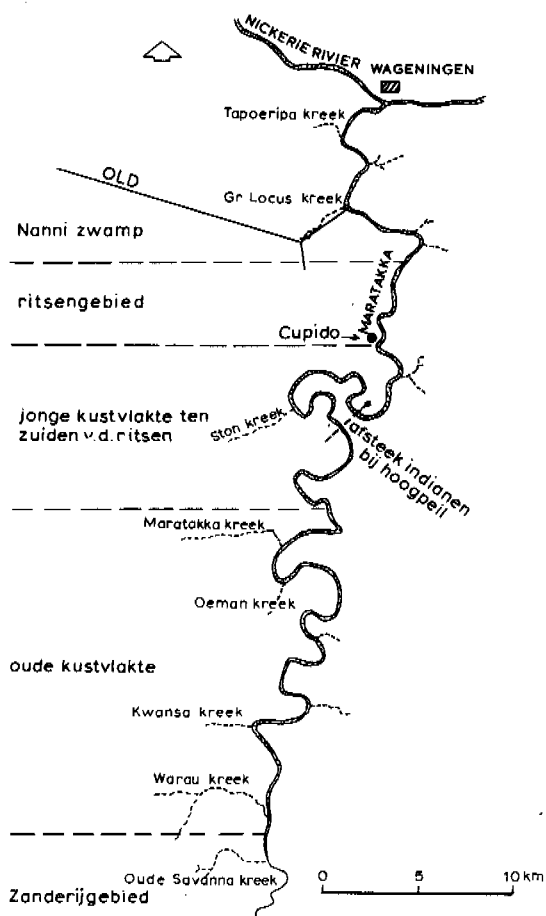 NICKERIE RIVIER
WAGENINGEN
Tapoeripa kreek
OLD
Gr Locus kreek
Nanni zwamp
MARATAKKA
ritsengebied
Cupido
jonge kustvlakte ten
zuiden v.d. ritsen
Ston kreek
afsteek indianen
bij hoogpeil
Maratakka kreek
Oeman kreek
oude kustvlakte
Kwansa kreek
Warau kreek
Oude Savanna kreek
Zanderijgebied
0 5 10 km